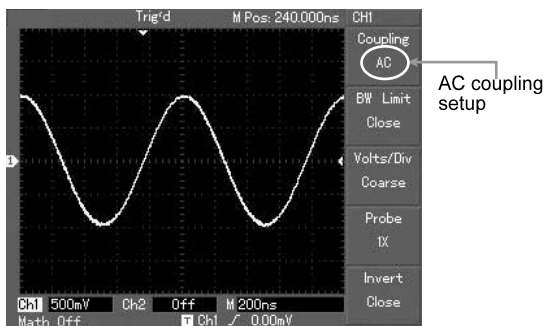 Trig'd M Pos: 240.000ns CH1
Coupling
AC
BW Limit
Close
Volts/Div
Coarse
Probe
1X
Invert
Close
1
Ch1 500mV Ch2 Off M 200ns
Math Off T Ch1 0.00mV
AC coupling
setup